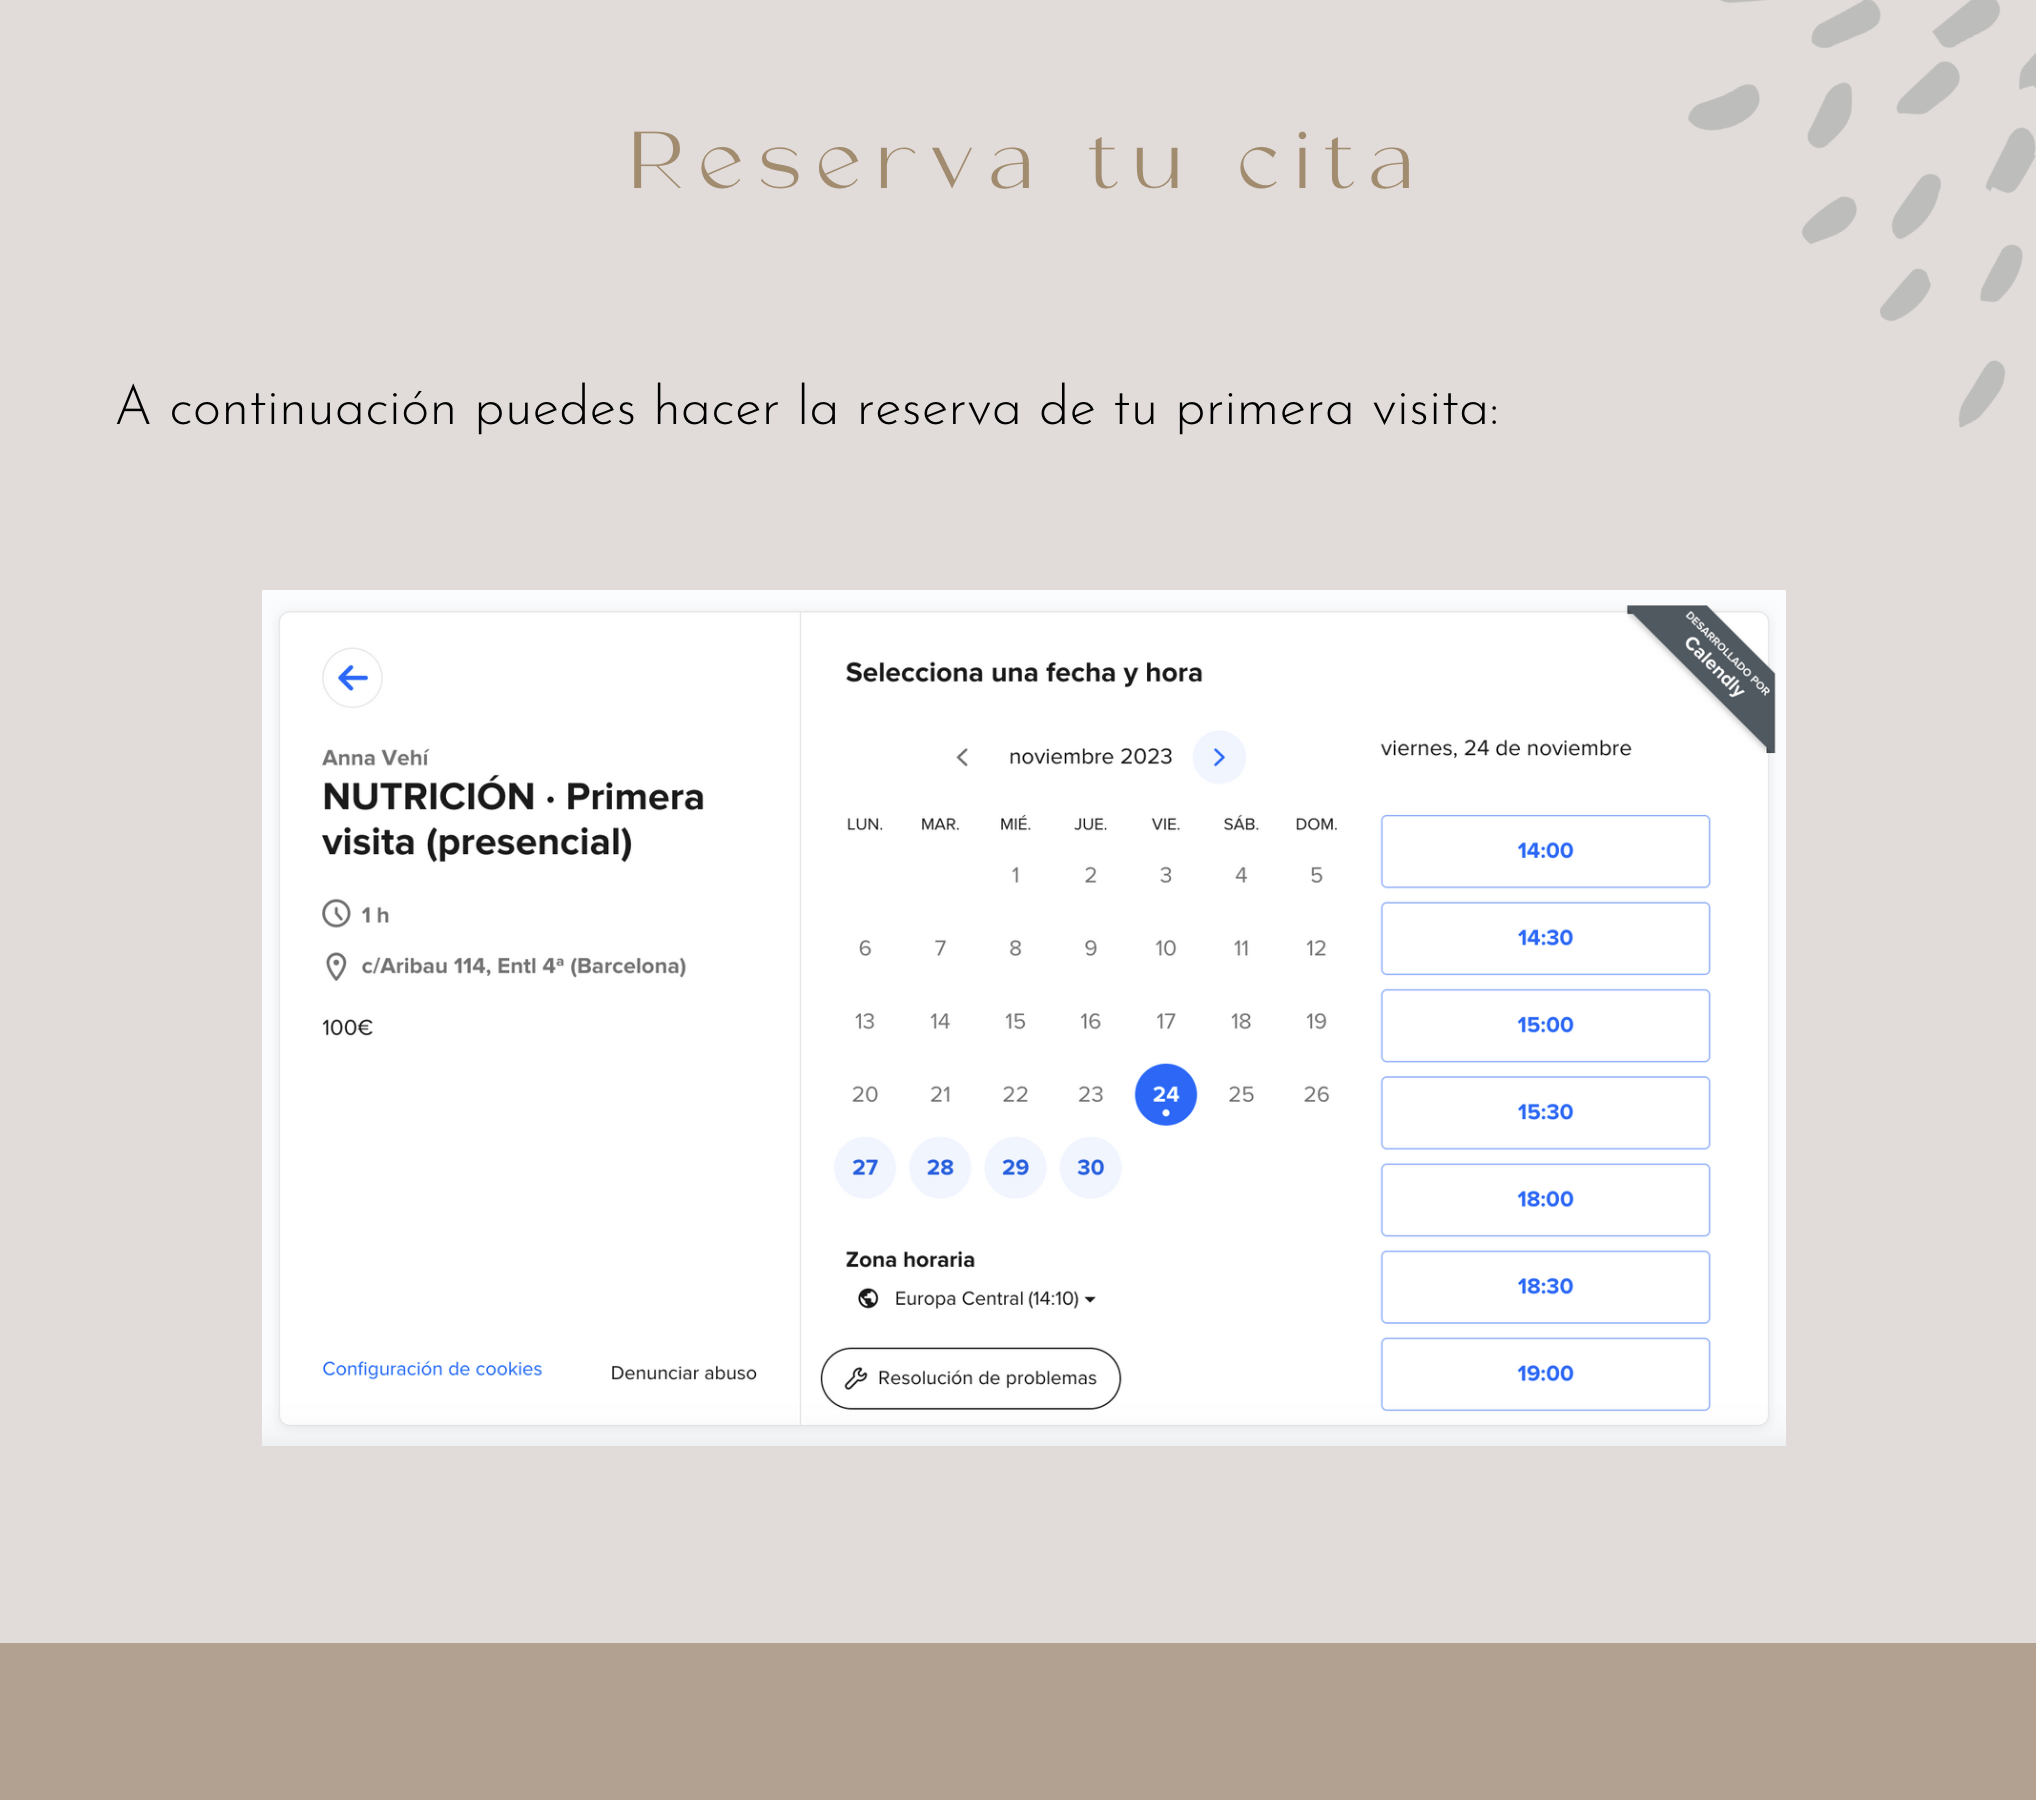 Reserva tu cita
A continuación puedes hacer la reserva de tu primera visita:
Anna Vehí
NUTRICIÓN · Primera
visita (presencial)
1 h
c/Aribau 114, Entl 4ª (Barcelona)
100€
Configuración de cookies
Denunciar abuso
Selecciona una fecha y hora
noviembre 2023
LUN. MAR. MIÉ. JUE. VIE. SÁB. DOM.
1 2 3 4 5
6 7 8 9 10 11 12
13 14 15 16 17 18 19
20 21 22 23 24 25 26
27 28 29 30
Zona horaria
Europa Central (14:10)
Resolución de problemas
DESARROLLADO POR
Calendly
viernes, 24 de noviembre
14:00
14:30
15:00
15:30
18:00
18:30
19:00